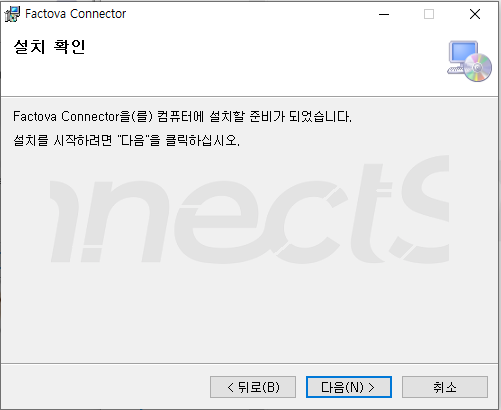 Factova Connector
설치 확인
Factova Connector을(를) 컴퓨터에 설치할 준비가 되었습니다.
설치를 시작하려면 "다음"을 클릭하십시오.
nnectS
< 뒤로(B)
다음(N) >
취소